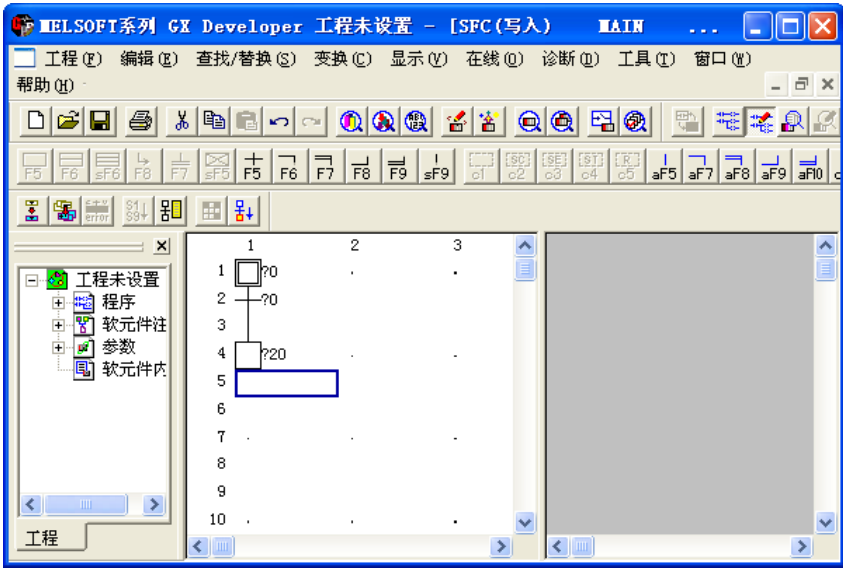 MELSOFT系列 GX Developer 工程未设置 - [SFC(写入) MAIN ...
工程(F) 编辑(E) 查找/替换(S) 变换(C) 显示(V) 在线(O) 诊断(D) 工具(T) 窗口(W)
帮助(H)
F5 F6 sF6 F8 F7 sF5 F5 F6 F7 F8 F9 sF9 c1 SC c2 SE c3 ST c4 R c5 aF5 aF7 aF8 aF9 aF10
error
1 2 3
1 ?0
2 ?0
3
4 ?20
5
6
7
8
9
10
工程未设置
程序
软元件注
参数
软元件内
工程